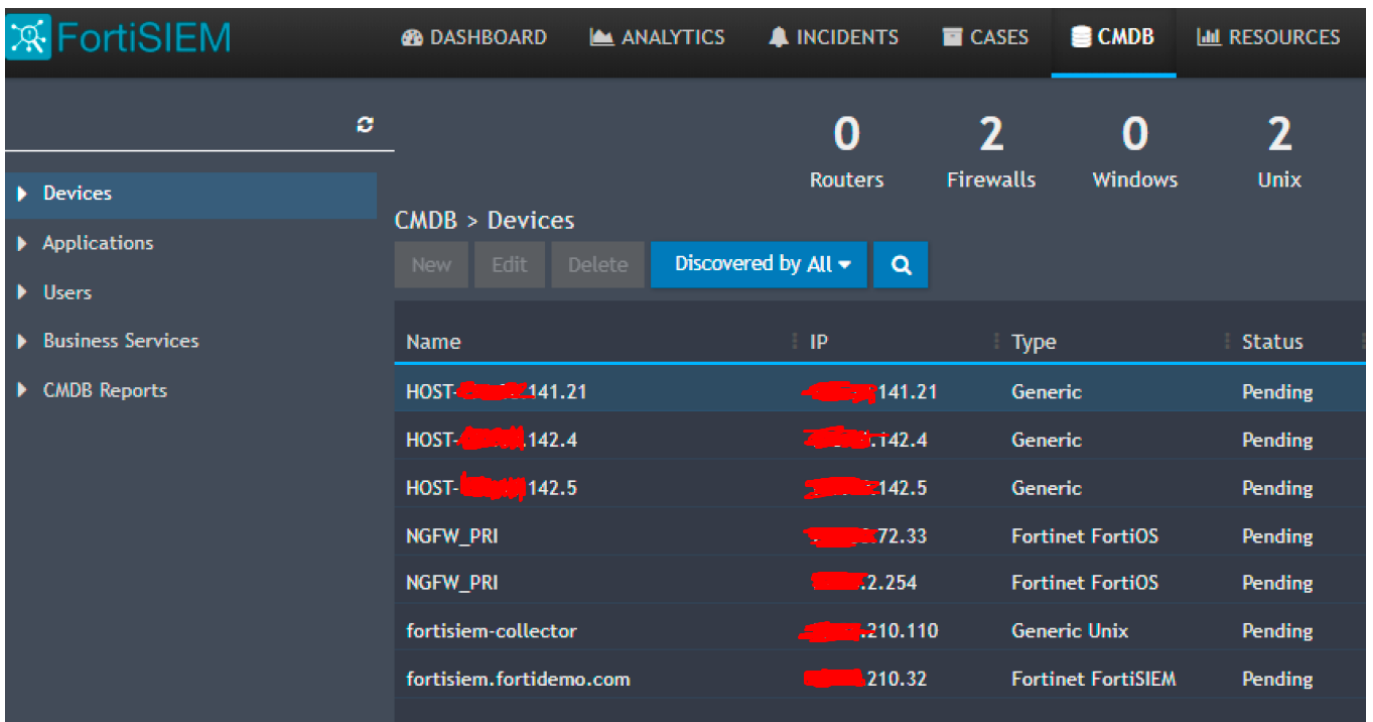 FortiSIEM DASHBOARD ANALYTICS INCIDENTS CASES CMDB RESOURCES
0 2 0 2
Routers Firewalls Windows Unix
Devices
Applications
Users
Business Services
CMDB Reports
CMDB > Devices
New Edit Delete Discovered by All
Name IP Type Status
HOST- 141.21 141.21 Generic Pending
HOST- .142.4 .142.4 Generic Pending
HOST- 142.5 142.5 Generic Pending
NGFW_PRI 72.33 Fortinet FortiOS Pending
NGFW_PRI .2.254 Fortinet FortiOS Pending
fortisiem-collector .210.110 Generic Unix Pending
fortisiem.fortidemo.com 210.32 Fortinet FortiSIEM Pending